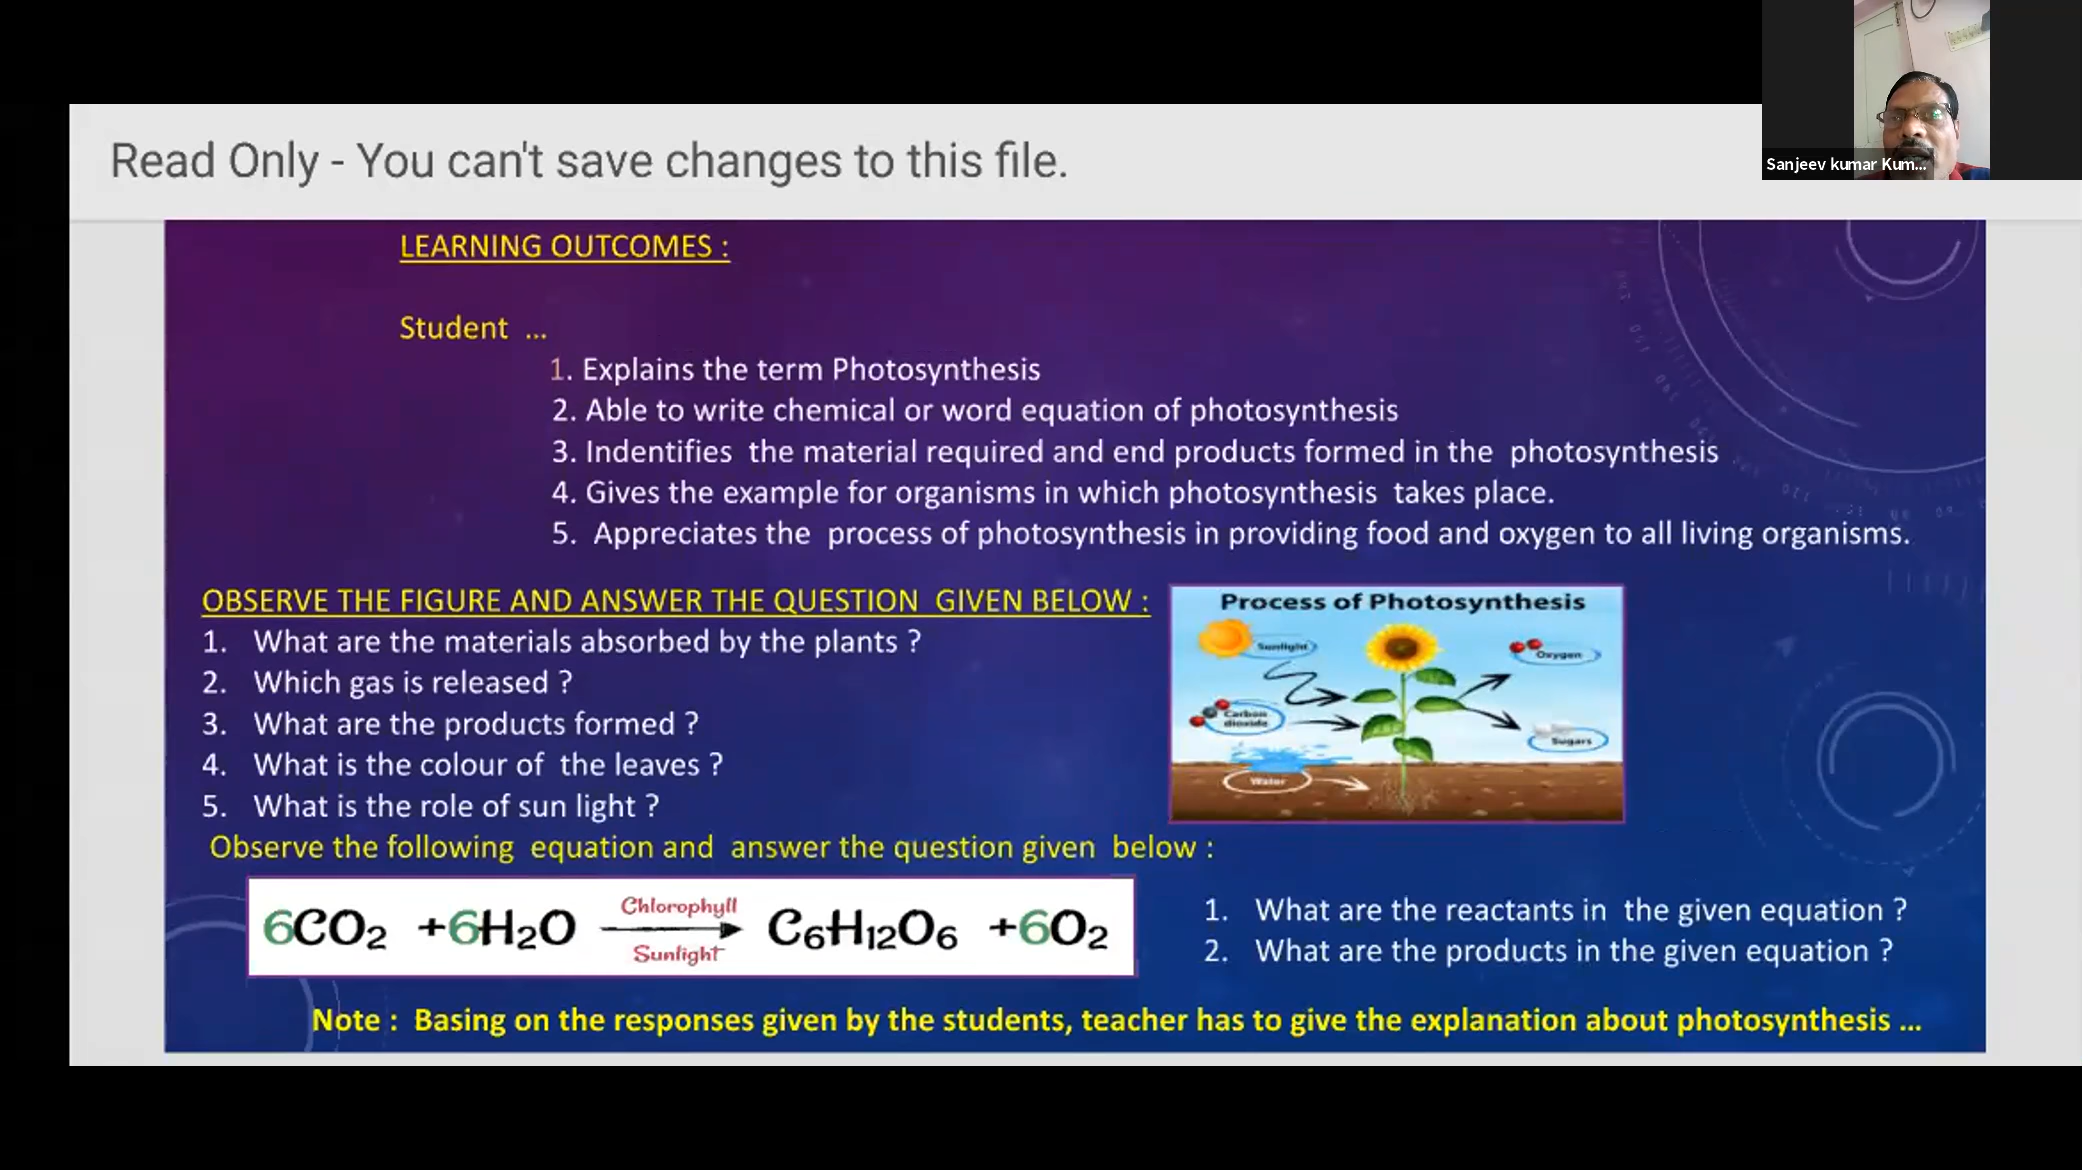 Read Only - You can't save changes to this file.
Sanjeev kumar Kum...
LEARNING OUTCOMES :
Student ...
1. Explains the term Photosynthesis
2. Able to write chemical or word equation of photosynthesis
3. Indentifies the material required and end products formed in the photosynthesis
4. Gives the example for organisms in which photosynthesis takes place.
5. Appreciates the process of photosynthesis in providing food and oxygen to all living organisms.
OBSERVE THE FIGURE AND ANSWER THE QUESTION GIVEN BELOW :
1. What are the materials absorbed by the plants ?
2. Which gas is released ?
3. What are the products formed ?
4. What is the colour of the leaves ?
5. What is the role of sun light ?
Process of Photosynthesis
Sunlight
Oxygen
Carbon
dioxide
Sugars
Water
Observe the following equation and answer the question given below :
6CO₂ +6H₂O Chlorophyll Sunlight → C₆H₁₂O₆ +6O₂
1. What are the reactants in the given equation ?
2. What are the products in the given equation ?
Note : Basing on the responses given by the students, teacher has to give the explanation about photosynthesis ...